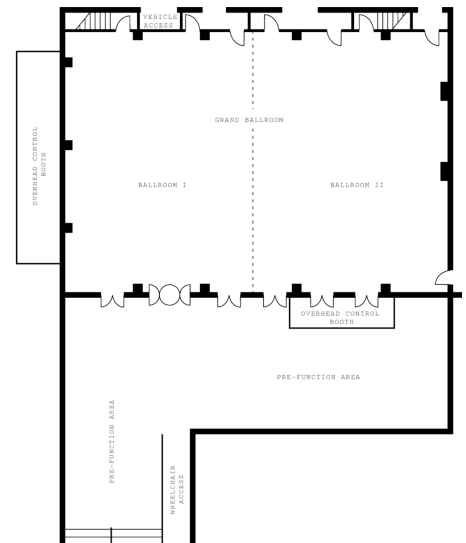 VEHICLE
ACCESS
GRAND BALLROOM
OVERHEAD CONTROL
BOOTH
BALLROOM I
BALLROOM II
OVERHEAD CONTROL
BOOTH
PRE-FUNCTION AREA
PRE-FUNCTION AREA
WHEELCHAIR
ACCESS